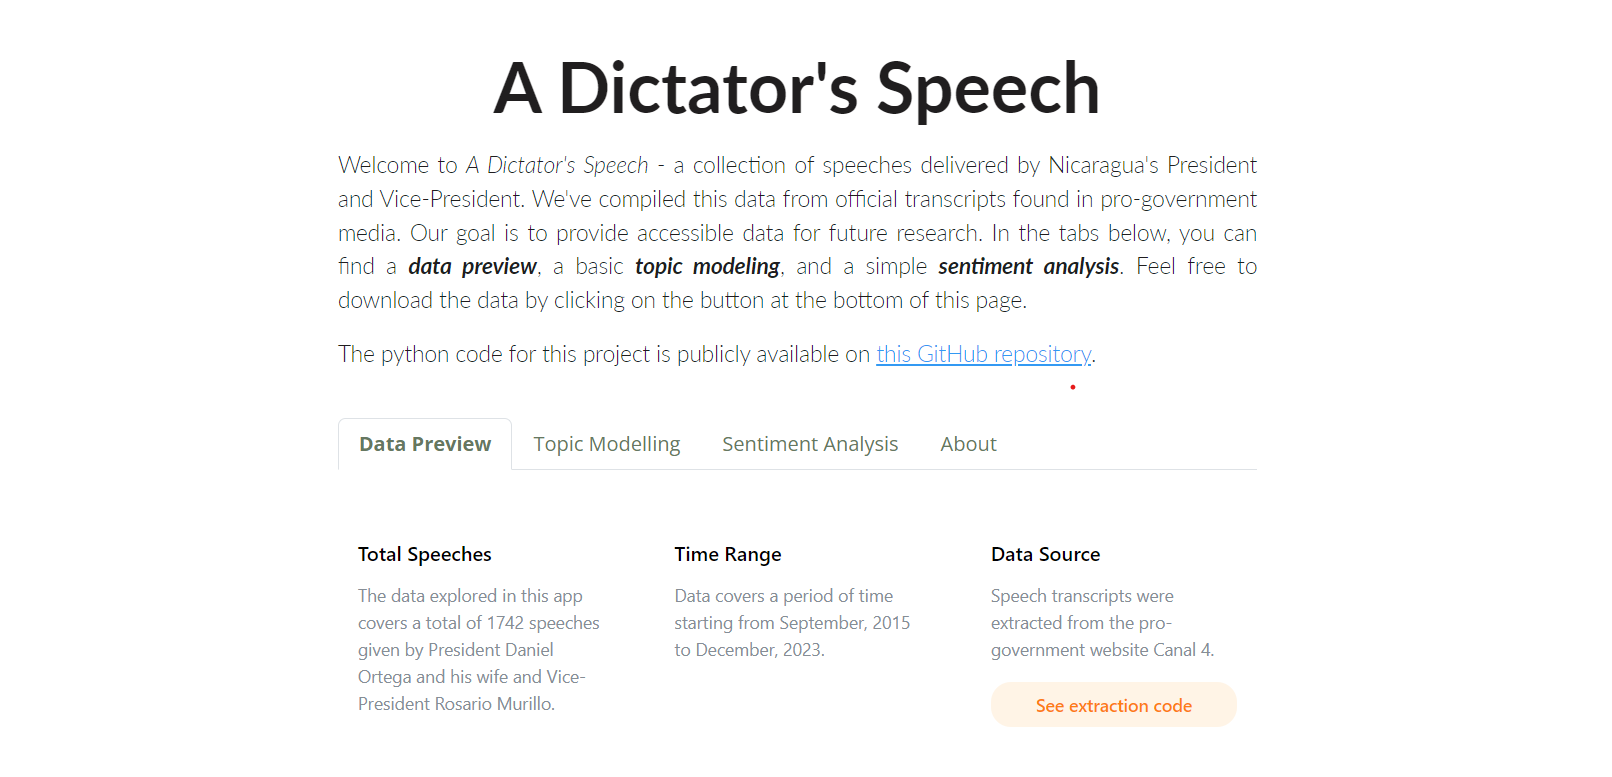 A Dictator's Speech
Welcome to A Dictator's Speech - a collection of speeches delivered by Nicaragua's President
and Vice-President. We've compiled this data from official transcripts found in pro-government
media. Our goal is to provide accessible data for future research. In the tabs below, you can
find a data preview, a basic topic modeling, and a simple sentiment analysis. Feel free to
download the data by clicking on the button at the bottom of this page.
The python code for this project is publicly available on this GitHub repository.
Data Preview Topic Modelling Sentiment Analysis About
Total Speeches
The data explored in this app
covers a total of 1742 speeches
given by President Daniel
Ortega and his wife and Vice-
President Rosario Murillo.
Time Range
Data covers a period of time
starting from September, 2015
to December, 2023.
Data Source
Speech transcripts were
extracted from the pro-
government website Canal 4.
See extraction code